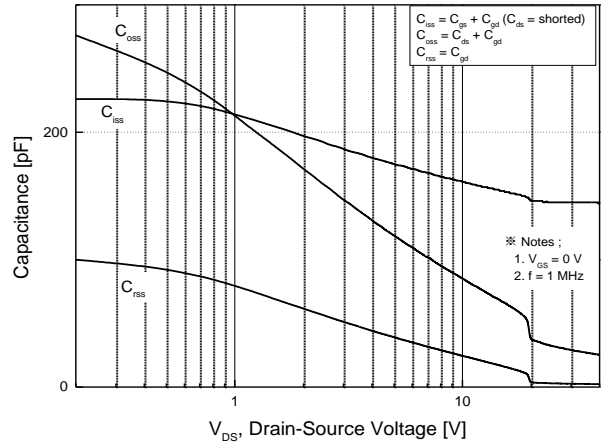 C_iss = C_gs + C_gd (C_ds = shorted)
C_oss = C_ds + C_gd
C_rss = C_gd
C_oss
C_iss
C_rss
※ Notes ;
1. V_GS = 0 V
2. f = 1 MHz
Capacitance [pF]
200
0
1
10
V_DS, Drain-Source Voltage [V]